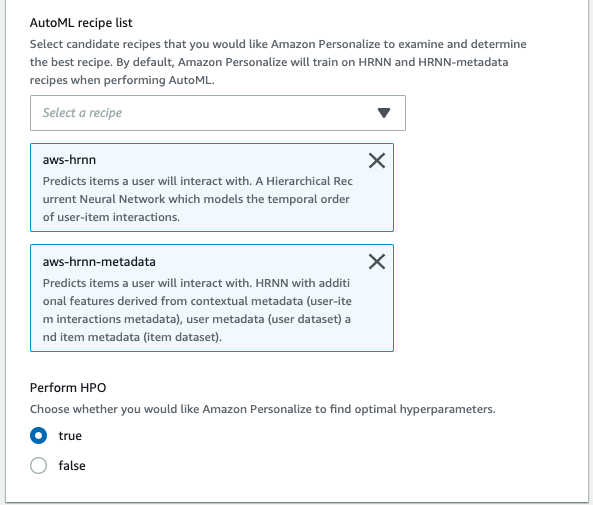 AutoML recipe list
Select candidate recipes that you would like Amazon Personalize to examine and determine
the best recipe. By default, Amazon Personalize will train on HRNN and HRNN-metadata
recipes when performing AutoML.
Select a recipe
aws-hrnn
Predicts items a user will interact with. A Hierarchical Rec
urrent Neural Network which models the temporal order
of user-item interactions.
aws-hrnn-metadata
Predicts items a user will interact with. HRNN with additi
onal features derived from contextual metadata (user-ite
m interactions metadata), user metadata (user dataset) a
nd item metadata (item dataset).
Perform HPO
Choose whether you would like Amazon Personalize to find optimal hyperparameters.
true
false